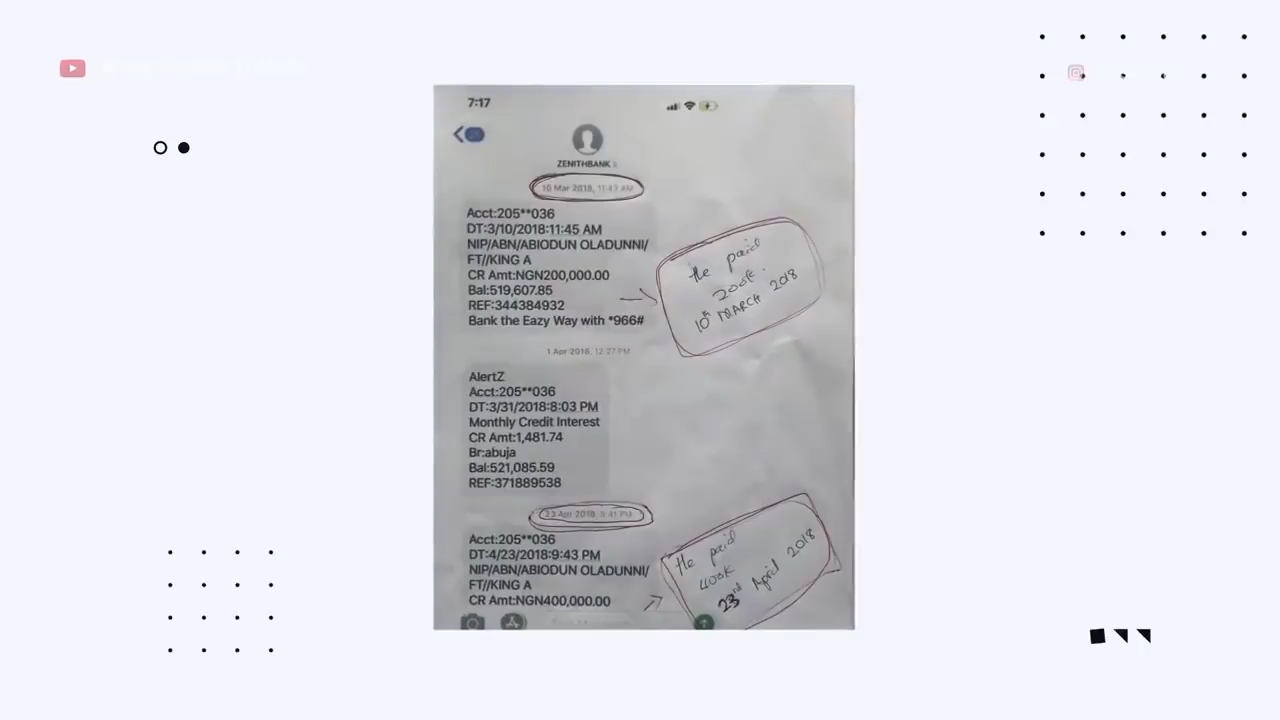 7:17
ZENITHBANK
10 Mar 2018, 11:43 AM
Acct:205**036
DT:3/10/2018:11:45 AM
NIP/ABN/ABIODUN OLADUNNI/
FT//KING A
CR Amt:NGN200,000.00
Bal:519,607.85
REF:344384932
Bank the Eazy Way with *966#
He paid
200k.
10th MARCH 2018
1 Apr 2018, 12:27 PM
AlertZ
Acct:205**036
DT:3/31/2018:8:03 PM
Monthly Credit Interest
CR Amt:1,481.74
Br:abuja
Bal:521,085.59
REF:371889538
23 Apr 2018, 9:41 PM
Acct:205**036
DT:4/23/2018:9:43 PM
NIP/ABN/ABIODUN OLADUNNI/
FT//KING A
CR Amt:NGN400,000.00
He paid
400k
23rd April 2018